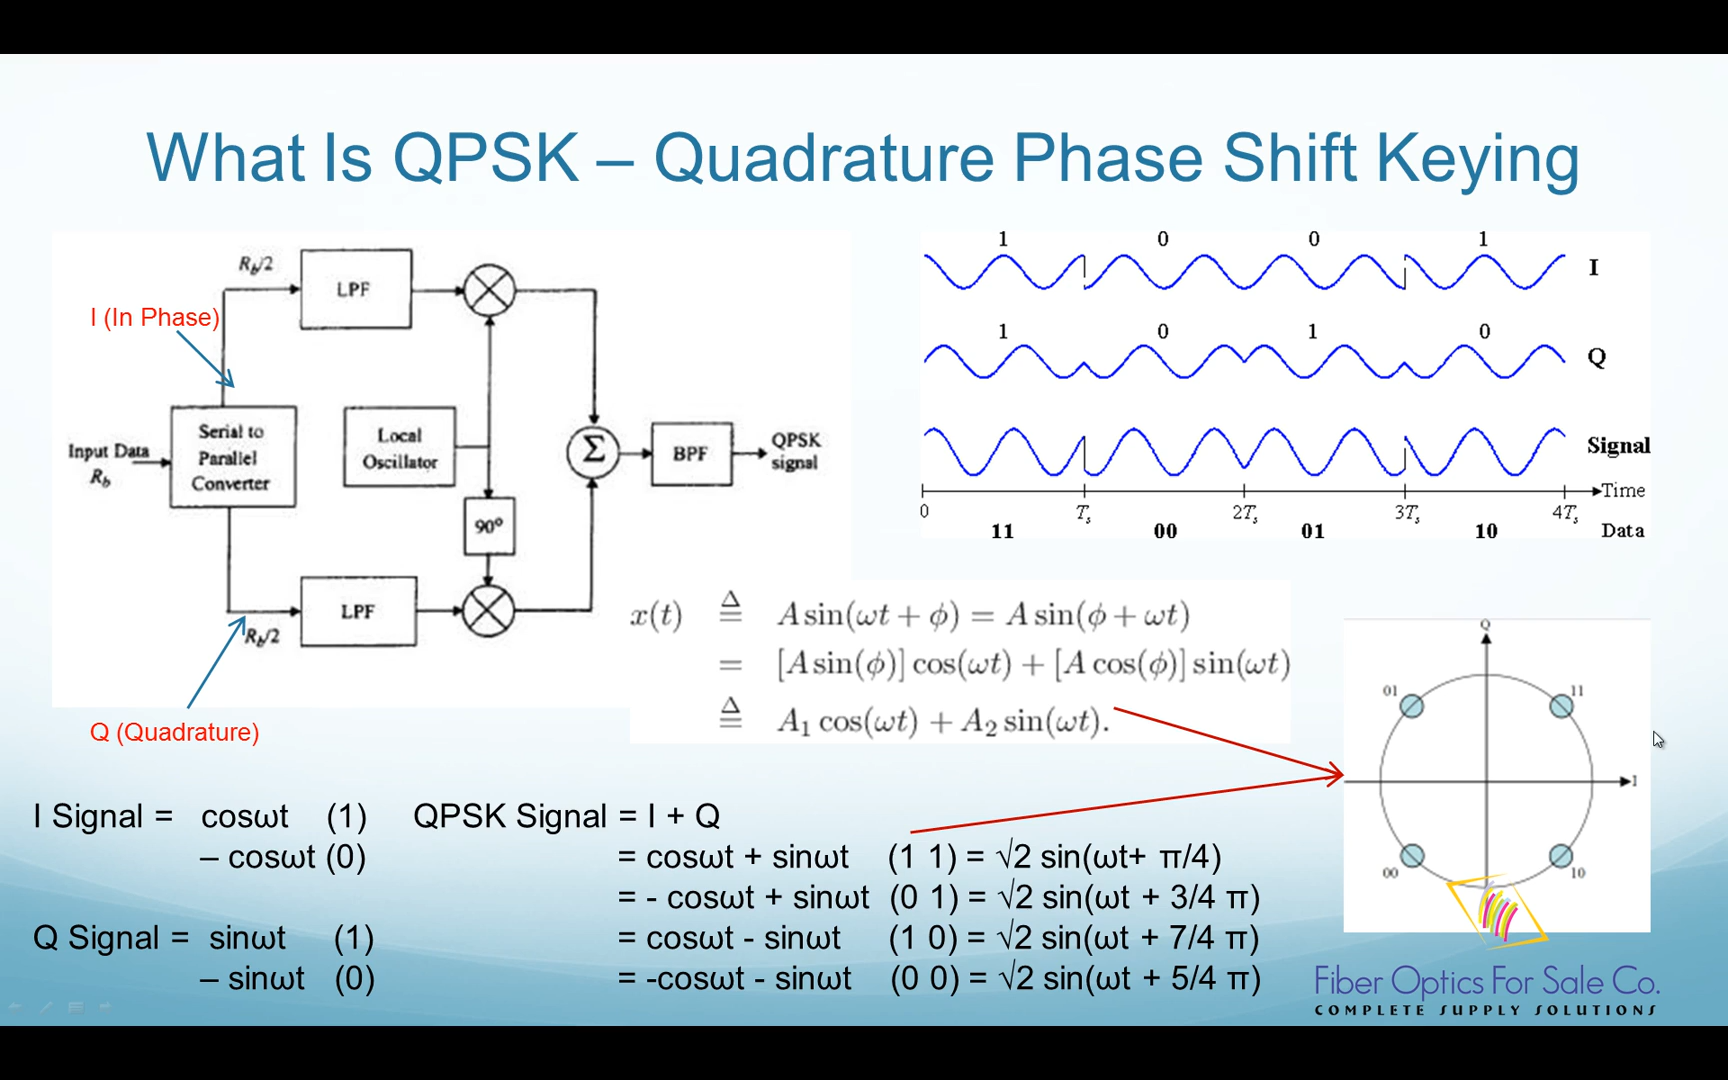 What Is QPSK – Quadrature Phase Shift Keying
R_b/2
LPF
I (In Phase)
Input Data
R_b
Serial to
Parallel
Converter
Local
Oscillator
Σ
BPF
QPSK
signal
90°
LPF
R_b/2
Q (Quadrature)
1 0 0 1
I
1 0 1 0
Q
Signal
Time
0 T_s 2T_s 3T_s 4T_s
11 00 01 10 Data
x(t) ≜ A sin(ωt + ϕ) = A sin(ϕ + ωt)
= [A sin(ϕ)] cos(ωt) + [A cos(ϕ)] sin(ωt)
≜ A₁ cos(ωt) + A₂ sin(ωt).
Q
01 11
I
00 10
I Signal = cosωt (1)
– cosωt (0)
Q Signal = sinωt (1)
– sinωt (0)
QPSK Signal = I + Q
= cosωt + sinωt (1 1) = √2 sin(ωt+ π/4)
= - cosωt + sinωt (0 1) = √2 sin(ωt + 3/4 π)
= cosωt - sinωt (1 0) = √2 sin(ωt + 7/4 π)
= -cosωt - sinωt (0 0) = √2 sin(ωt + 5/4 π)
Fiber Optics For Sale Co.
COMPLETE SUPPLY SOLUTIONS